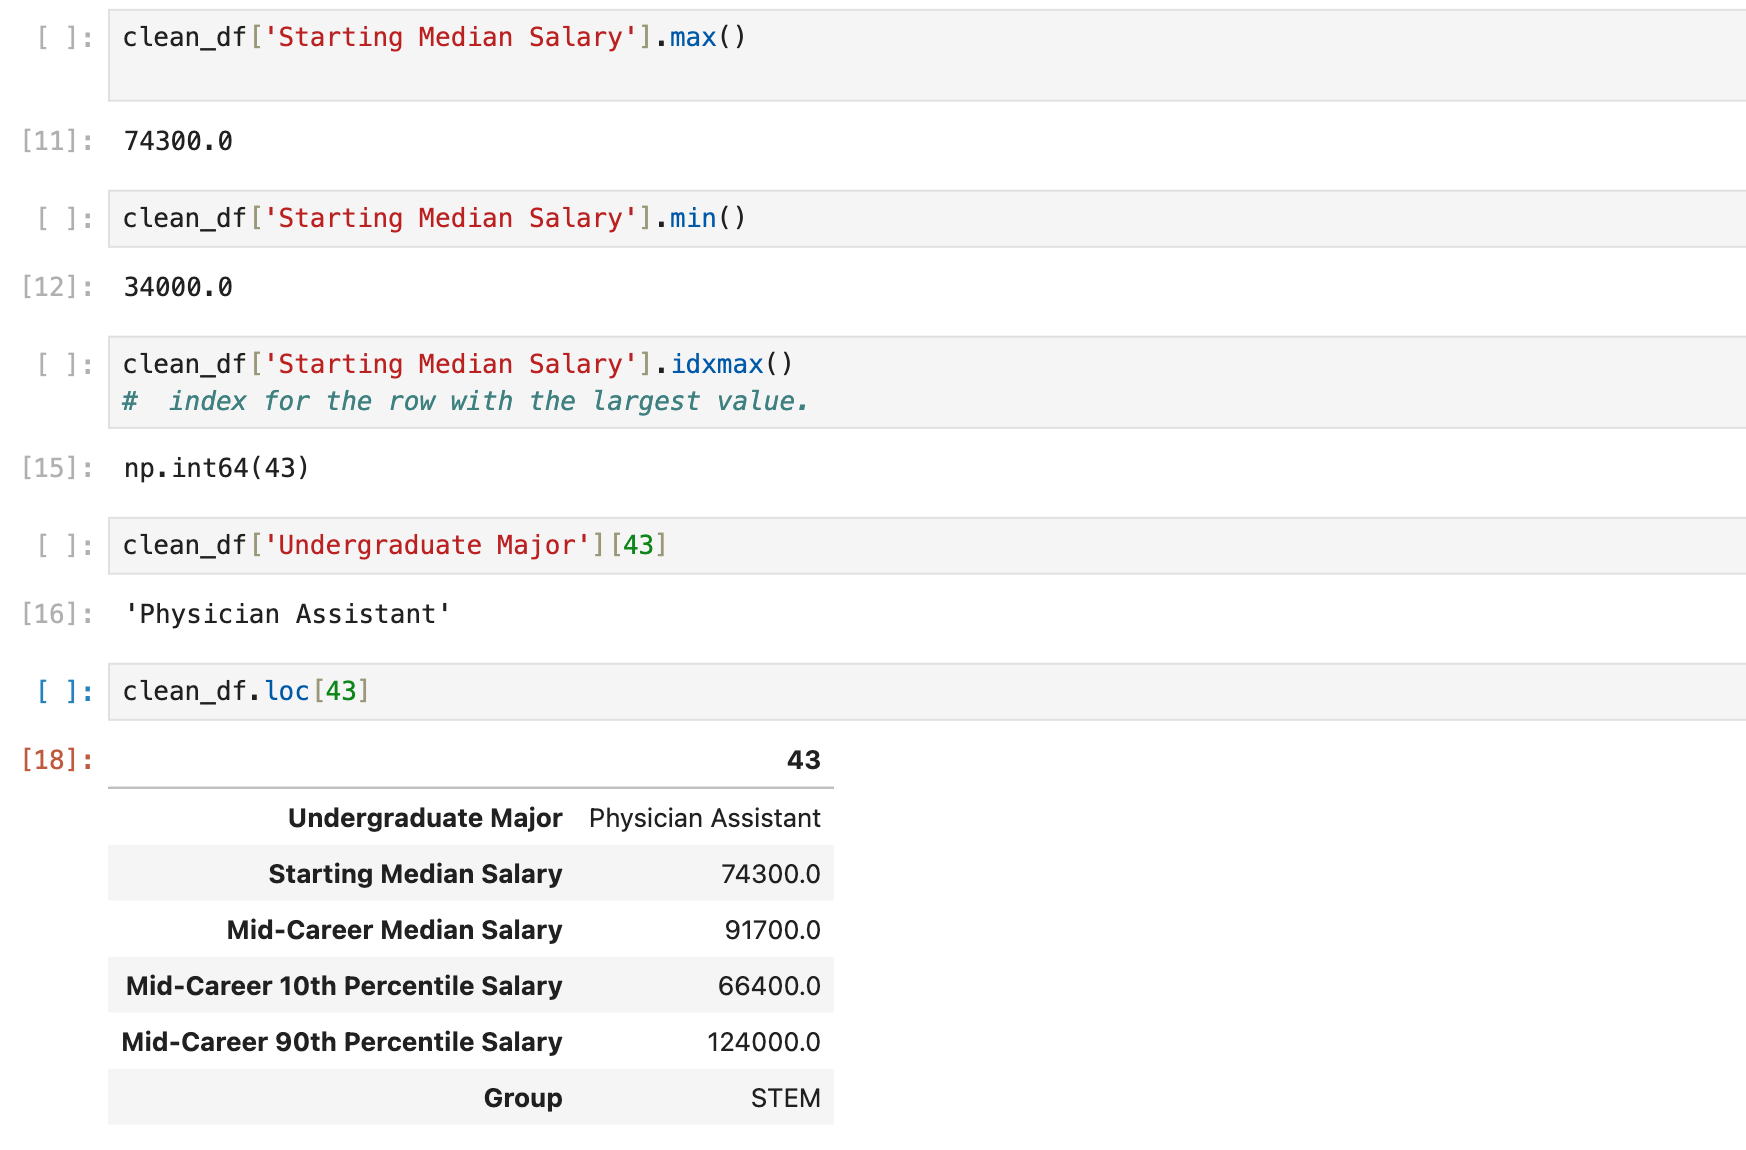 [ ]: clean_df['Starting Median Salary'].max()
[11]: 74300.0
[ ]: clean_df['Starting Median Salary'].min()
[12]: 34000.0
[ ]: clean_df['Starting Median Salary'].idxmax()
#  index for the row with the largest value.
[15]: np.int64(43)
[ ]: clean_df['Undergraduate Major'][43]
[16]: 'Physician Assistant'
[ ]: clean_df.loc[43]
[18]: 43
Undergraduate Major Physician Assistant
Starting Median Salary 74300.0
Mid-Career Median Salary 91700.0
Mid-Career 10th Percentile Salary 66400.0
Mid-Career 90th Percentile Salary 124000.0
Group STEM